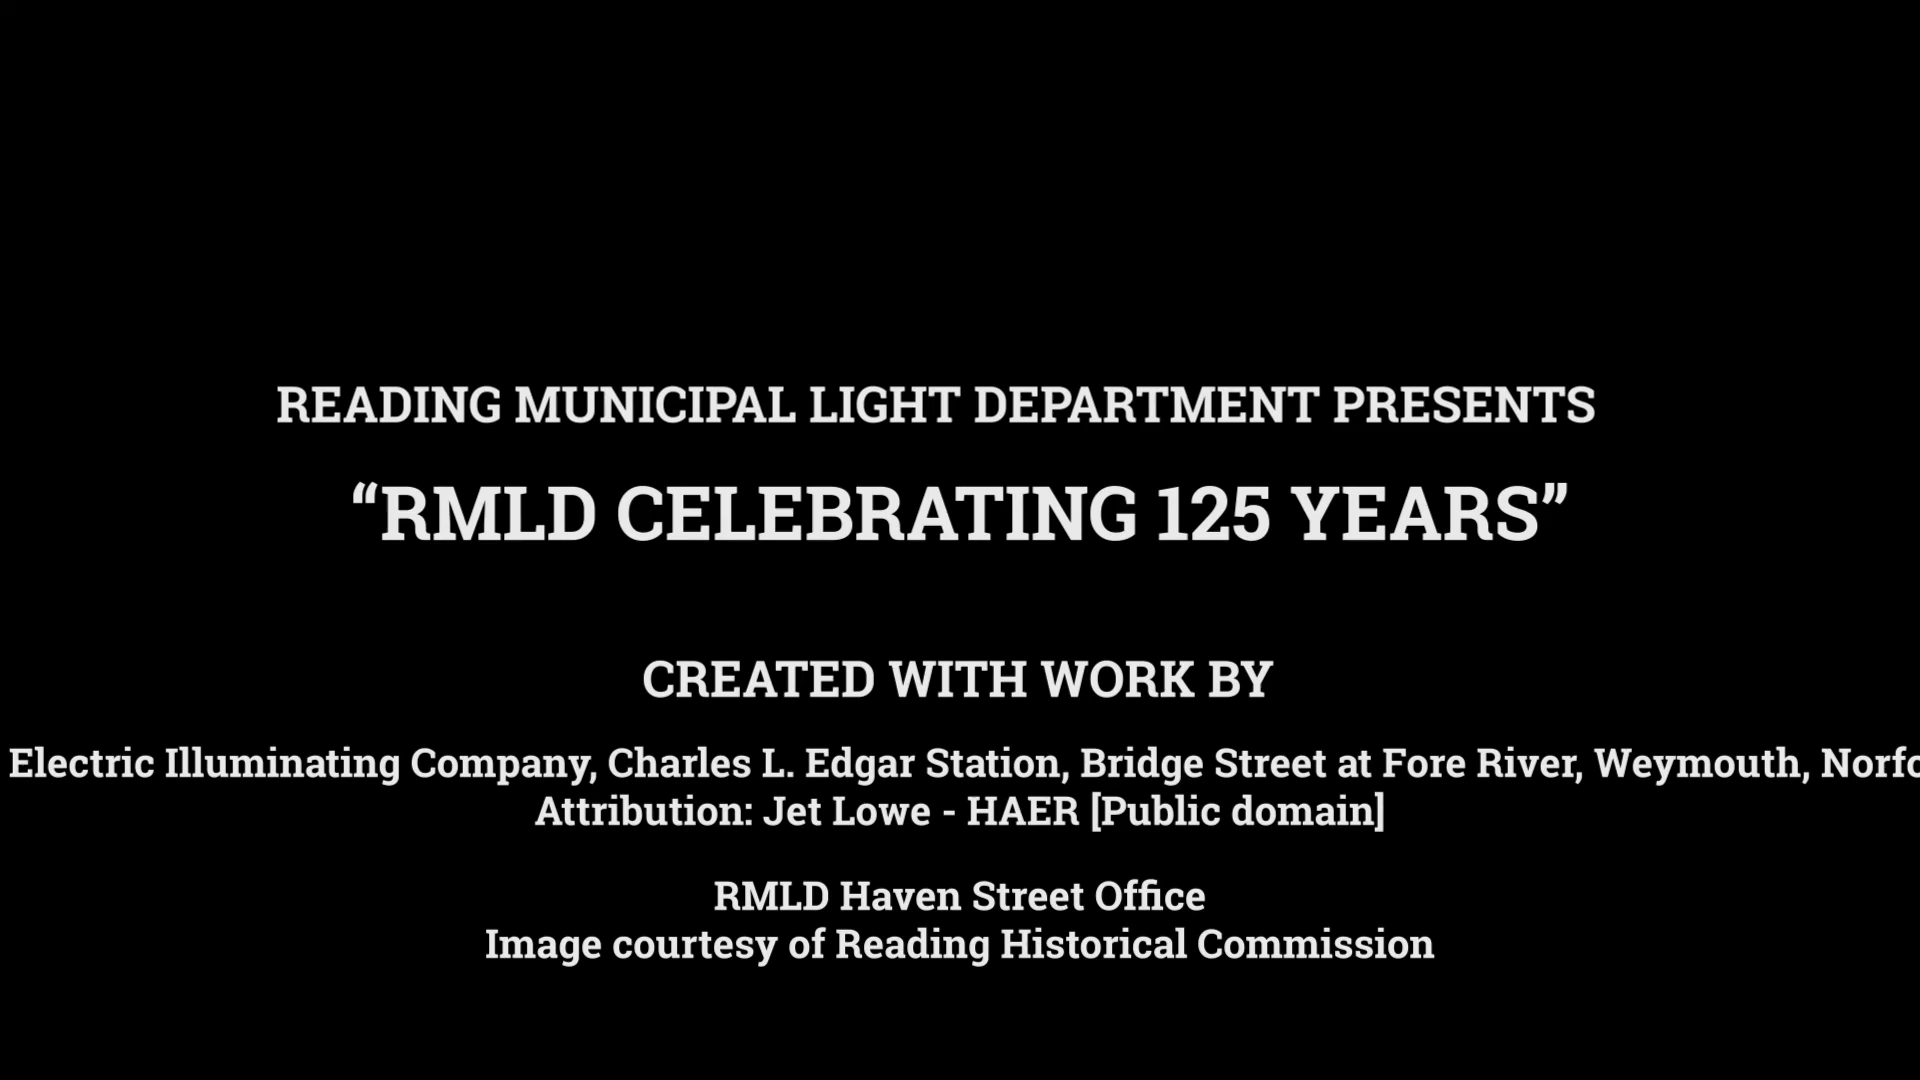 READING MUNICIPAL LIGHT DEPARTMENT PRESENTS
“RMLD CELEBRATING 125 YEARS”
CREATED WITH WORK BY
Electric Illuminating Company, Charles L. Edgar Station, Bridge Street at Fore River, Weymouth,
Attribution: Jet Lowe - HAER [Public domain]
RMLD Haven Street Office
Image courtesy of Reading Historical Commission